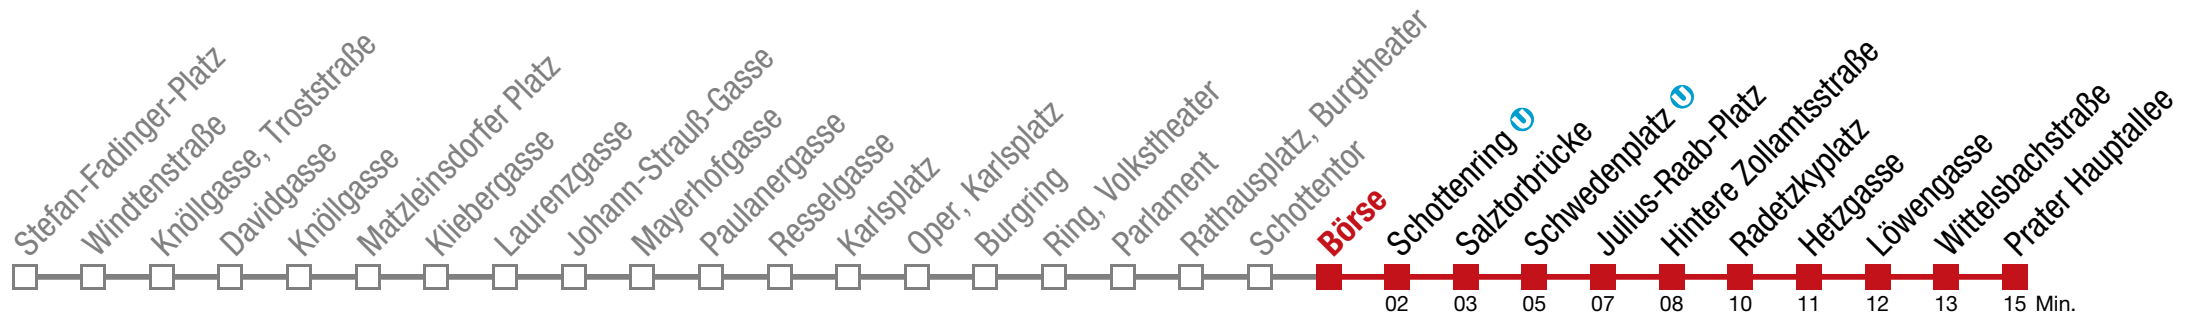 Stefan-Fadinger-Platz
Windtenstraße
Knöllgasse, Troststraße
Davidgasse
Knöllgasse
Matzleinsdorfer Platz
Kliebergasse
Laurenzgasse
Johann-Strauß-Gasse
Mayerhofgasse
Paulanergasse
Resselgasse
Karlsplatz
Oper, Karlsplatz
Burgring
Ring, Volkstheater
Parlament
Rathausplatz, Burgtheater
Schottentor
Börse
Schottenring U
Salztorbrücke
Schwedenplatz U
Julius-Raab-Platz
Hintere Zollamtsstraße
Radetzkyplatz
Hetzgasse
Löwengasse
Wittelsbachstraße
Prater Hauptallee
02 03 05 07 08 10 11 12 13 15 Min.